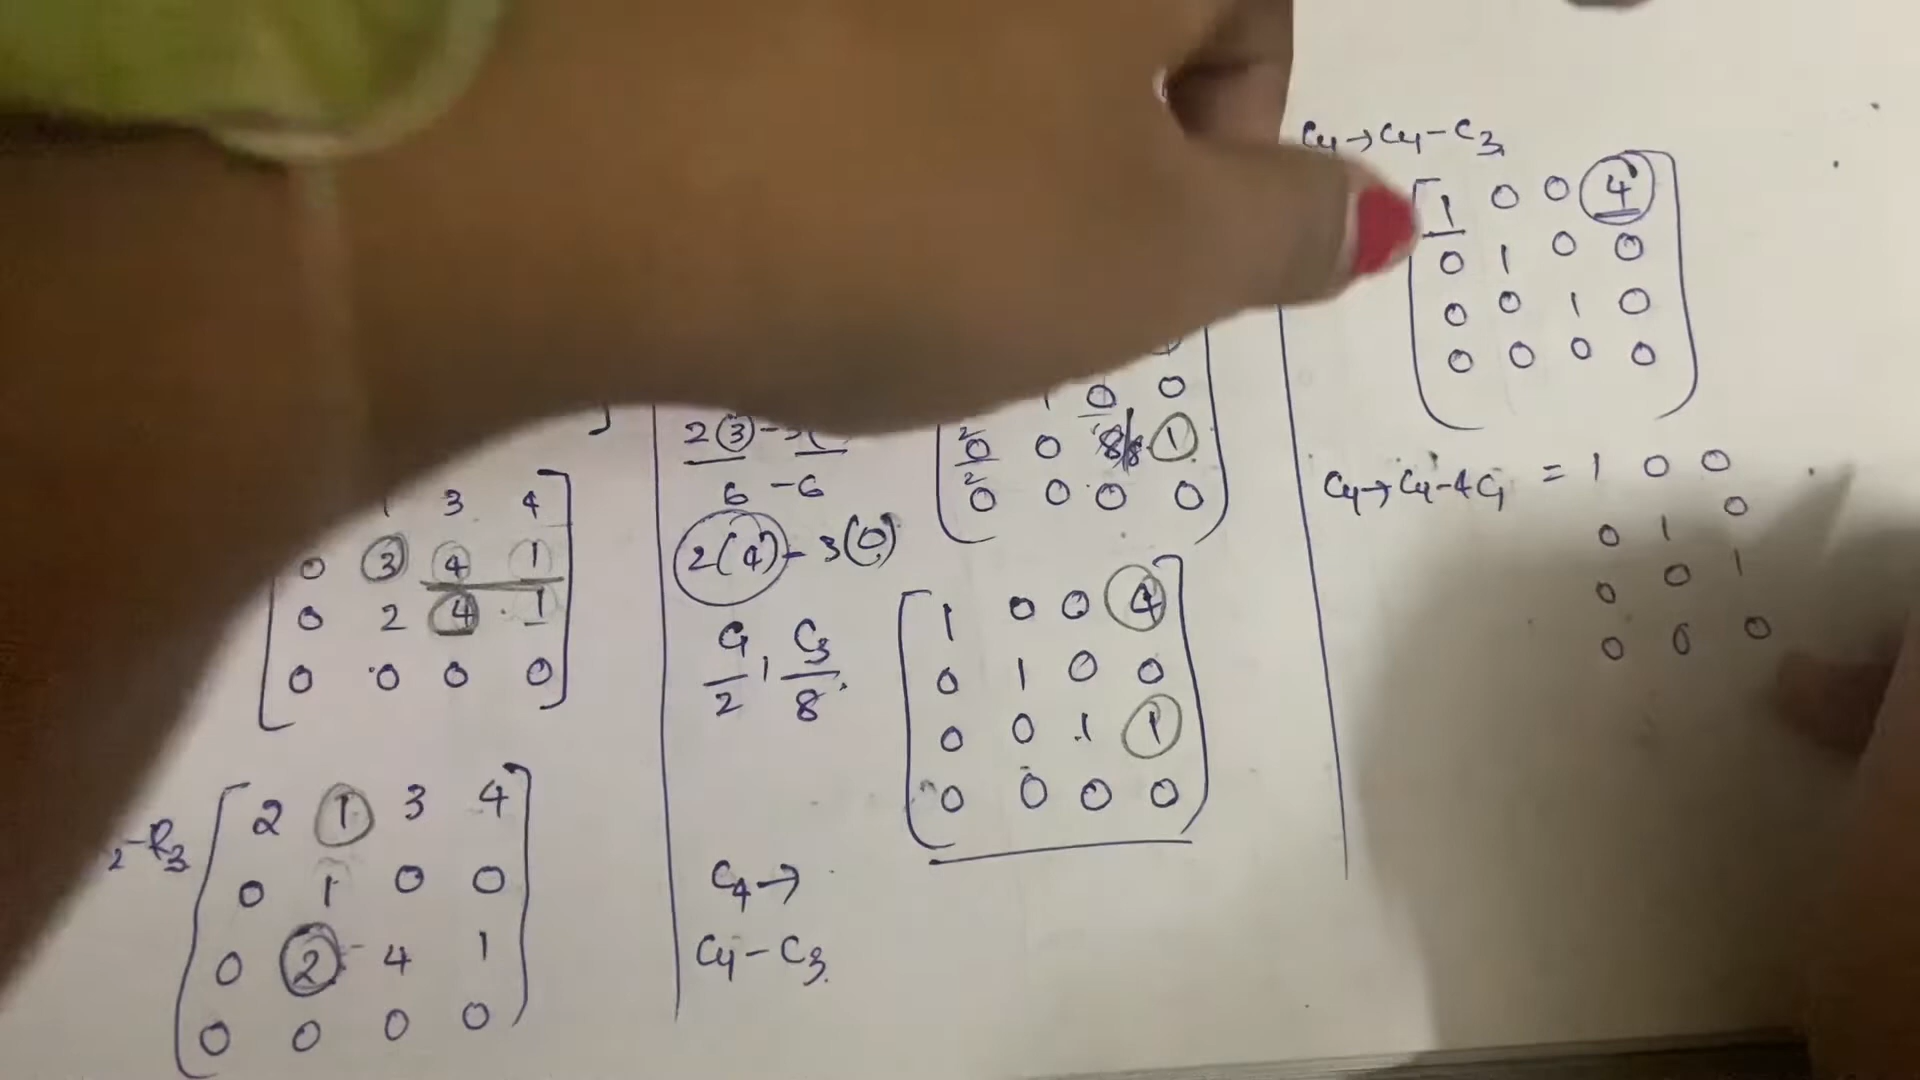 3 4
0 3 4 1
0 2 4 1
0 0 0 0
-R3
2 1 3 4
0 1 0 0
0 2 4 1
0 0 0 0
2(3)-
6 -6
2(4)-3(0)
C1/2 , C3/8.
0 0
0 0 1
0 0 0 0
1 0 0 4
0 1 0 0
0 0 1 1
0 0 0 0
C4→
C4-C3
C4→C4-C3
1 0 0 4
0 1 0 0
0 0 1 0
0 0 0 0
C4→C4-4C1 = 1 0 0
0 1 0
0 0 1
0 0 0